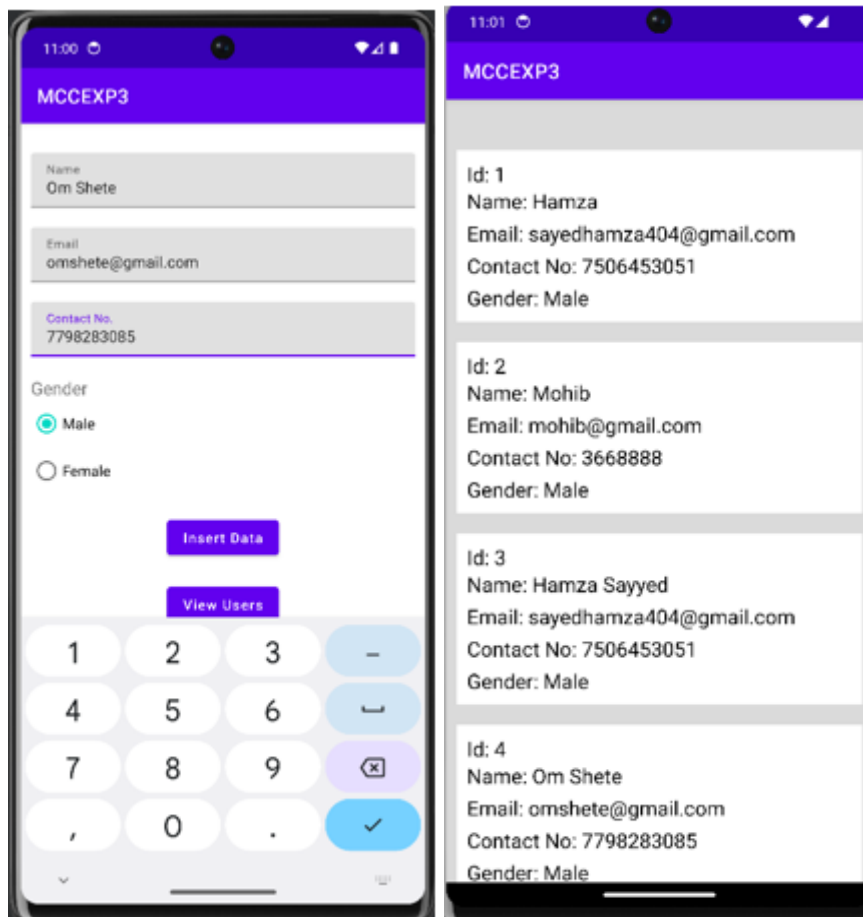 11:00
MCCEXP3
Name
Om Shete
Email
omshete@gmail.com
Contact No.
7798283085
Gender
Male
Female
Insert Data
View Users
1 2 3 –
4 5 6
7 8 9
, 0 .
11:01
MCCEXP3
Id: 1
Name: Hamza
Email: sayedhamza404@gmail.com
Contact No: 7506453051
Gender: Male
Id: 2
Name: Mohib
Email: mohib@gmail.com
Contact No: 3668888
Gender: Male
Id: 3
Name: Hamza Sayyed
Email: sayedhamza404@gmail.com
Contact No: 7506453051
Gender: Male
Id: 4
Name: Om Shete
Email: omshete@gmail.com
Contact No: 7798283085
Gender: Male